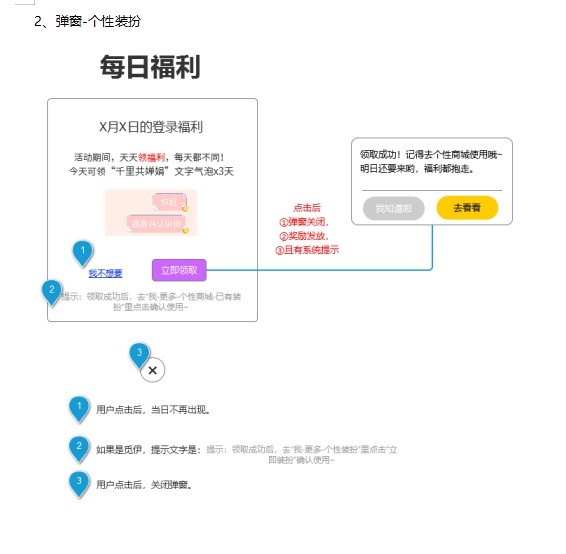 2、弹窗-个性装扮
每日福利
X月X日的登录福利
活动期间，天天领福利，每天都不同！
今天可领“千里共婵娟”文字气泡x3天
你好
很高兴认识你
1
我不想要
立即领取
2
提示：领取成功后，去“我-更多-个性商城-已有装
扮”里点击确认使用~
点击后
①弹窗关闭，
②奖励发放，
③且有系统提示
领取成功！记得去个性商城使用哦~
明日还要来哟，福利都抱走。
我知道啦
去看看
3
×
1
用户点击后，当日不再出现。
2
如果是觅伊，提示文字是：提示：领取成功后，去“我-更多-个性装扮”里点击“立
即装扮”确认使用~
3
用户点击后，关闭弹窗。